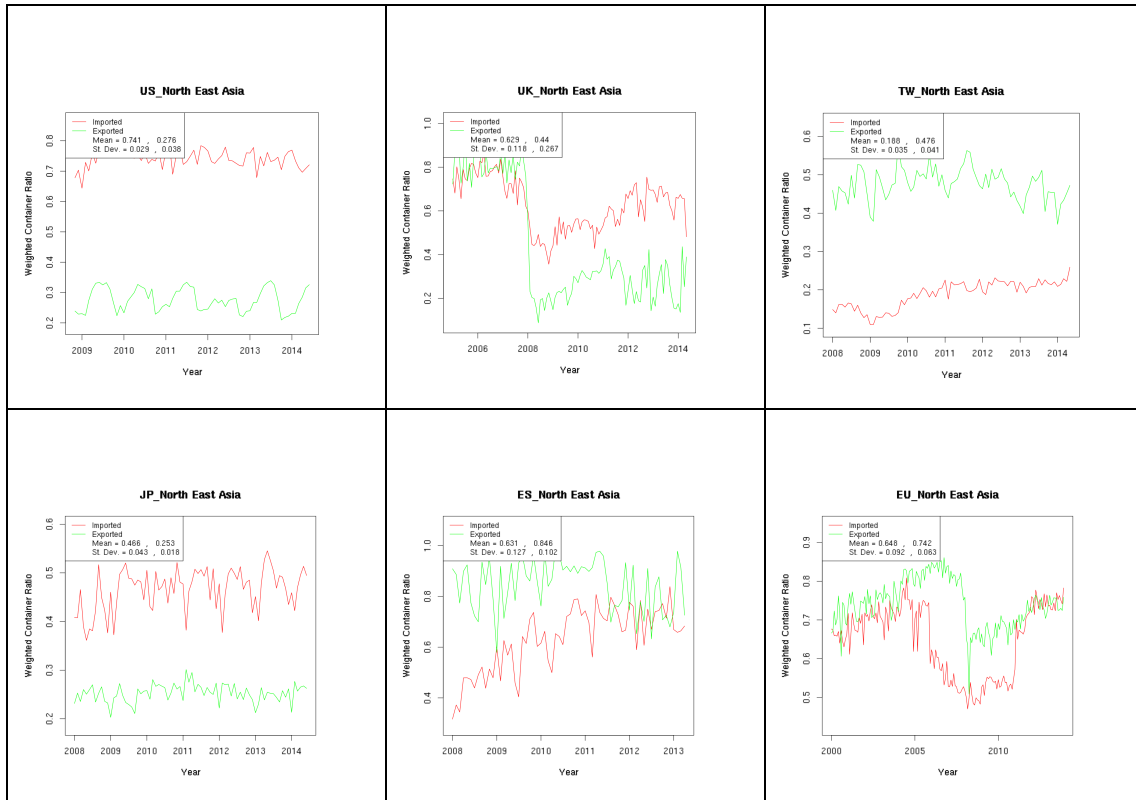 US_North East Asia
Imported
Exported
Mean = 0.741 , 0.276
St. Dev. = 0.029 , 0.038
Weighted Container Ratio
0.2 0.3 0.4 0.5 0.6 0.7 0.8
2009 2010 2011 2012 2013 2014
Year
UK_North East Asia
Imported
Exported
Mean = 0.629 , 0.44
St. Dev. = 0.118 , 0.267
Weighted Container Ratio
0.2 0.4 0.6 0.8 1.0
2006 2008 2010 2012 2014
Year
TW_North East Asia
Imported
Exported
Mean = 0.188 , 0.476
St. Dev. = 0.035 , 0.041
Weighted Container Ratio
0.1 0.2 0.3 0.4 0.5 0.6
2008 2009 2010 2011 2012 2013 2014
Year
JP_North East Asia
Imported
Exported
Mean = 0.466 , 0.253
St. Dev. = 0.043 , 0.018
Weighted Container Ratio
0.2 0.3 0.4 0.5 0.6
2008 2009 2010 2011 2012 2013 2014
Year
ES_North East Asia
Imported
Exported
Mean = 0.631 , 0.846
St. Dev. = 0.127 , 0.102
Weighted Container Ratio
0.4 0.6 0.8 1.0
2008 2009 2010 2011 2012 2013
Year
EU_North East Asia
Imported
Exported
Mean = 0.648 , 0.742
St. Dev. = 0.092 , 0.063
Weighted Container Ratio
0.5 0.6 0.7 0.8 0.9
2000 2005 2010
Year